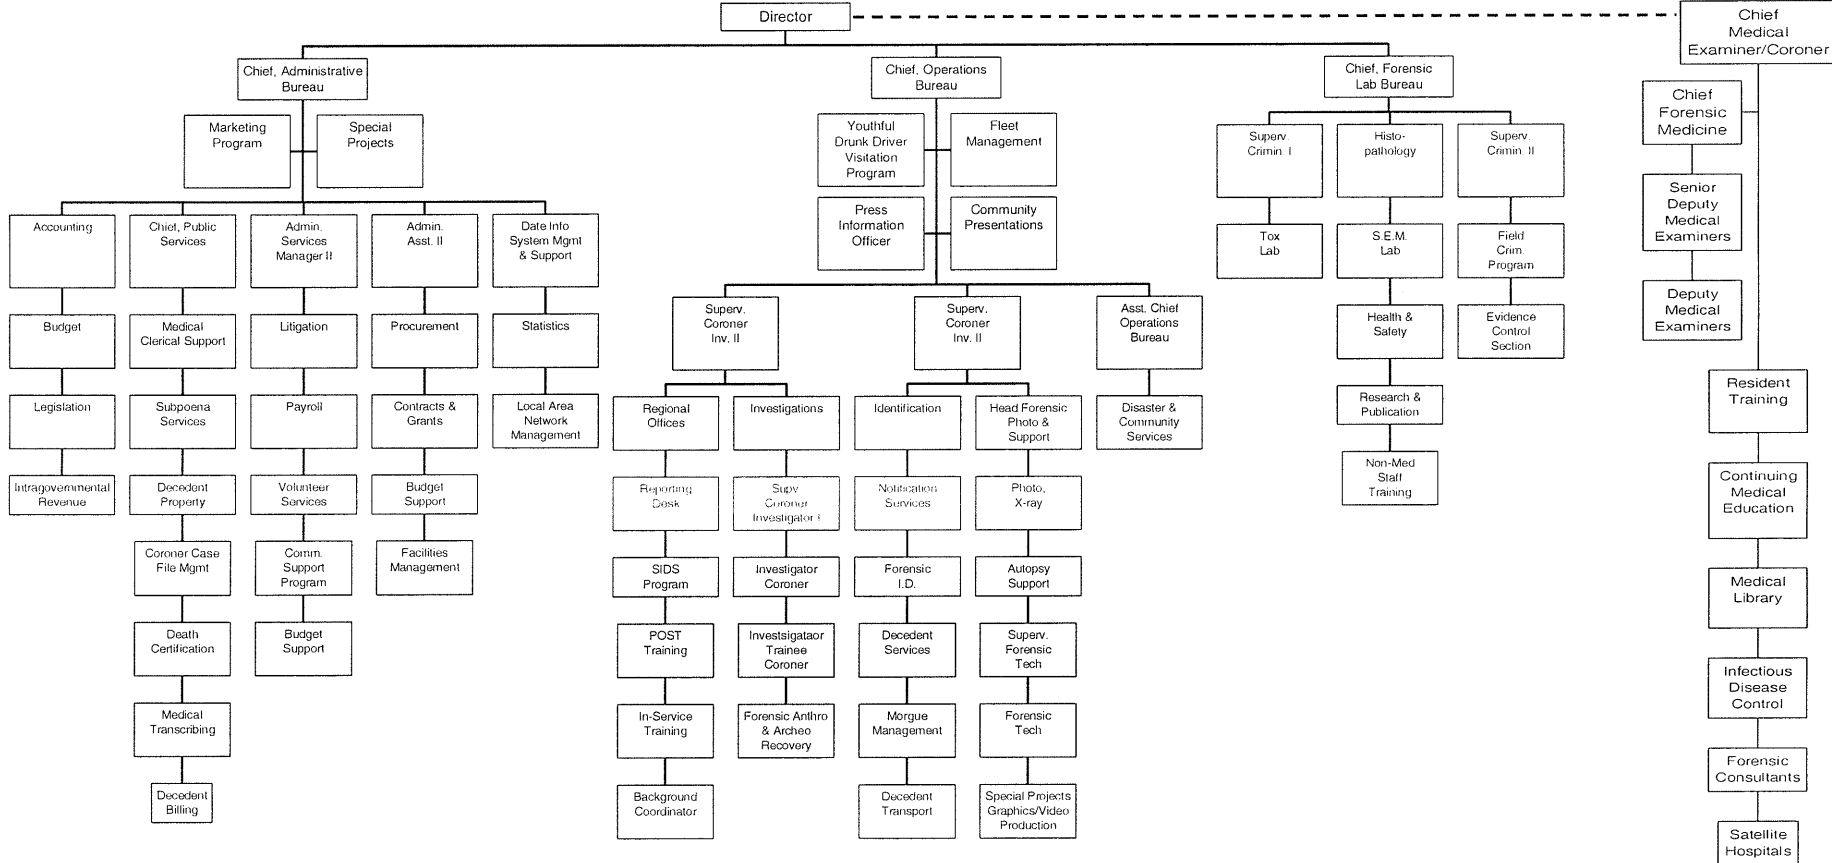 Director
Chief
Medical
Examiner/Coroner
Chief, Administrative
Bureau
Marketing
Program
Special
Projects
Accounting
Budget
Legislation
Intragovernmental
Revenue
Chief, Public
Services
Medical
Clerical Support
Subpoena
Services
Decedent
Property
Coroner Case
File Mgmt
Death
Certification
Medical
Transcribing
Decedent
Billing
Admin.
Services
Manager II
Litigation
Payroll
Volunteer
Services
Comm.
Support
Program
Budget
Support
Admin.
Asst. II
Procurement
Contracts &
Grants
Budget
Support
Facilities
Management
Date Info
System Mgmt
& Support
Statistics
Local Area
Network
Management
Chief, Operations
Bureau
Youthful
Drunk Driver
Visitation
Program
Fleet
Management
Press
Information
Officer
Community
Presentations
Superv.
Coroner
Inv. II
Regional
Offices
Reporting
Desk
SIDS
Program
POST
Training
In-Service
Training
Background
Coordinator
Investigations
Supv.
Coroner
Investigator I
Investigator
Coroner
Investsigataor
Trainee
Coroner
Forensic Anthro
& Archeo
Recovery
Superv.
Coroner
Inv. II
Identification
Notification
Services
Forensic
I.D.
Decedent
Services
Morgue
Management
Decedent
Transport
Head Forensic
Photo &
Support
Photo,
X-ray
Autopsy
Support
Superv.
Forensic
Tech
Forensic
Tech
Special Projects
Graphics/Video
Production
Asst. Chief
Operations
Bureau
Disaster &
Community
Services
Chief, Forensic
Lab Bureau
Superv.
Crimin. I
Tox
Lab
Histo-
pathology
S.E.M.
Lab
Health &
Safety
Research &
Publication
Non-Med
Staff
Training
Superv.
Crimin. II
Field
Crim.
Program
Evidence
Control
Section
Chief
Forensic
Medicine
Senior
Deputy
Medical
Examiners
Deputy
Medical
Examiners
Resident
Training
Continuing
Medical
Education
Medical
Library
Infectious
Disease
Control
Forensic
Consultants
Satellite
Hospitals